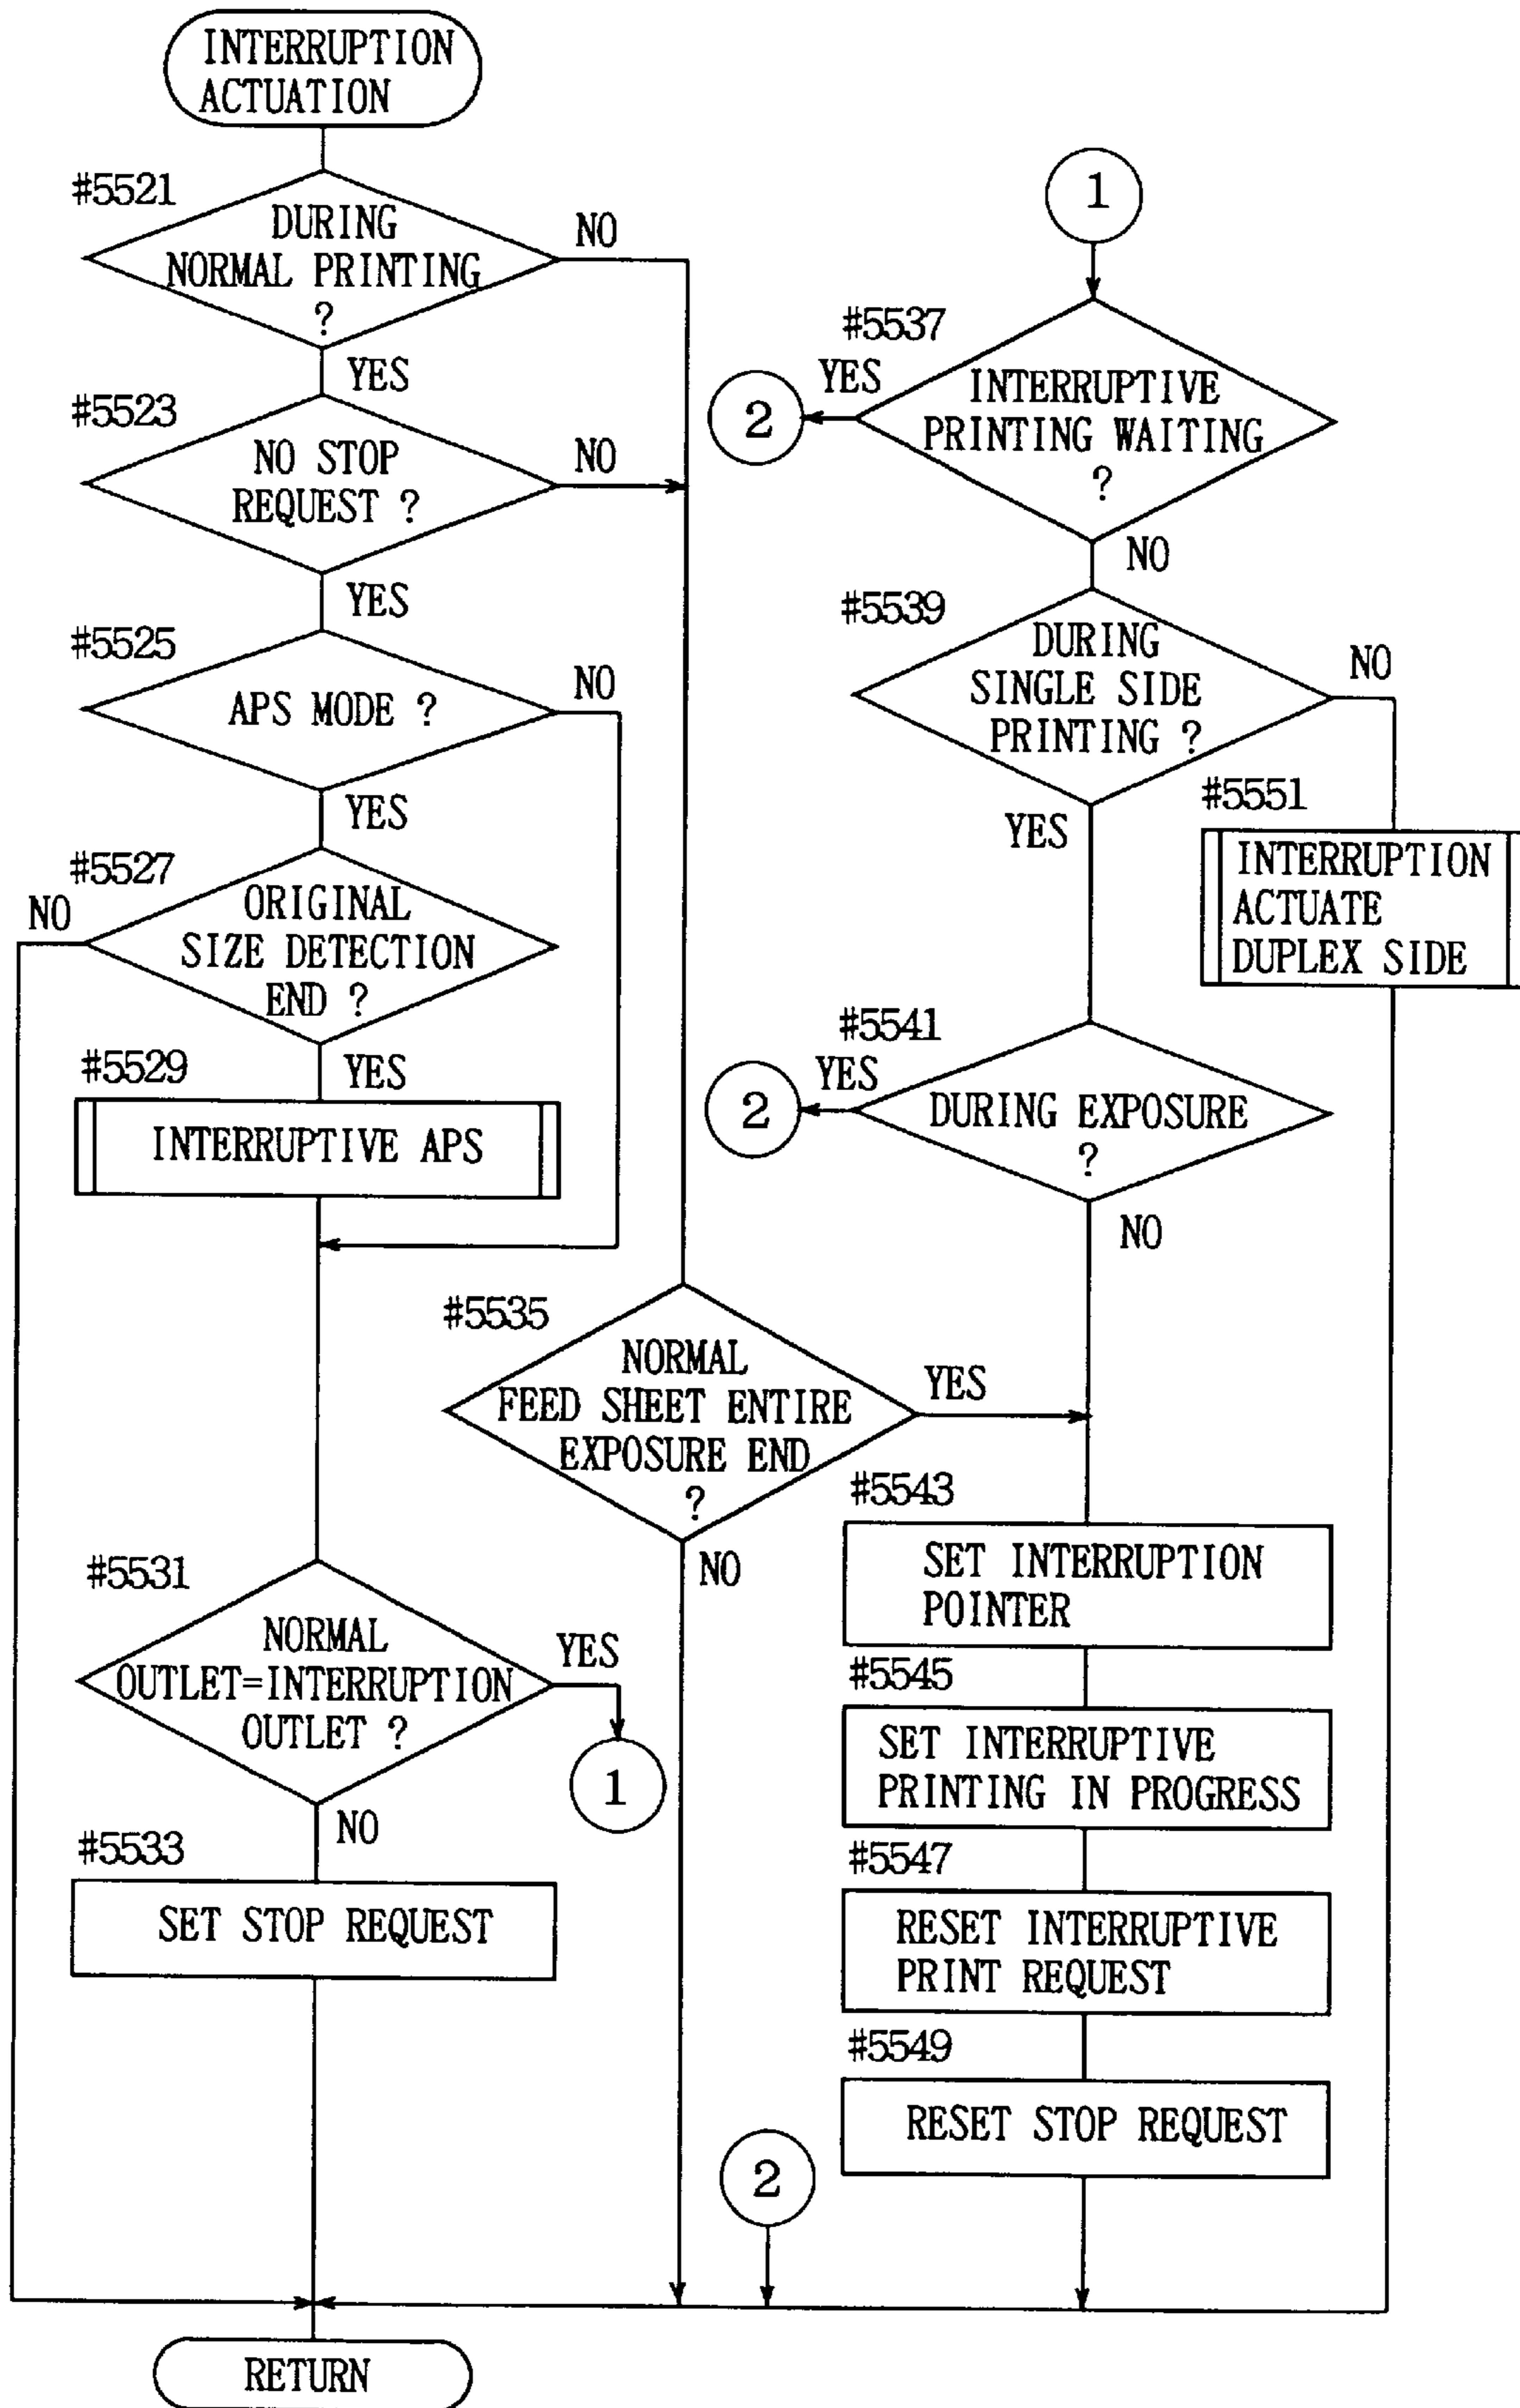 INTERRUPTION
ACTUATION
#5521
DURING
NORMAL PRINTING
?
NO
YES
#5523
NO STOP
REQUEST ?
NO
YES
#5525
APS MODE ?
NO
YES
#5527
ORIGINAL
SIZE DETECTION
END ?
NO
YES
#5529
INTERRUPTIVE APS
#5531
NORMAL
OUTLET=INTERRUPTION
OUTLET ?
YES
1
NO
#5533
SET STOP REQUEST
RETURN
#5535
NORMAL
FEED SHEET ENTIRE
EXPOSURE END
?
YES
NO
1
#5537
INTERRUPTIVE
PRINTING WAITING
?
YES
2
NO
#5539
DURING
SINGLE SIDE
PRINTING ?
NO
YES
#5551
INTERRUPTION
ACTUATE
DUPLEX SIDE
#5541
DURING EXPOSURE
?
YES
2
NO
#5543
SET INTERRUPTION
POINTER
#5545
SET INTERRUPTIVE
PRINTING IN PROGRESS
#5547
RESET INTERRUPTIVE
PRINT REQUEST
#5549
RESET STOP REQUEST
2